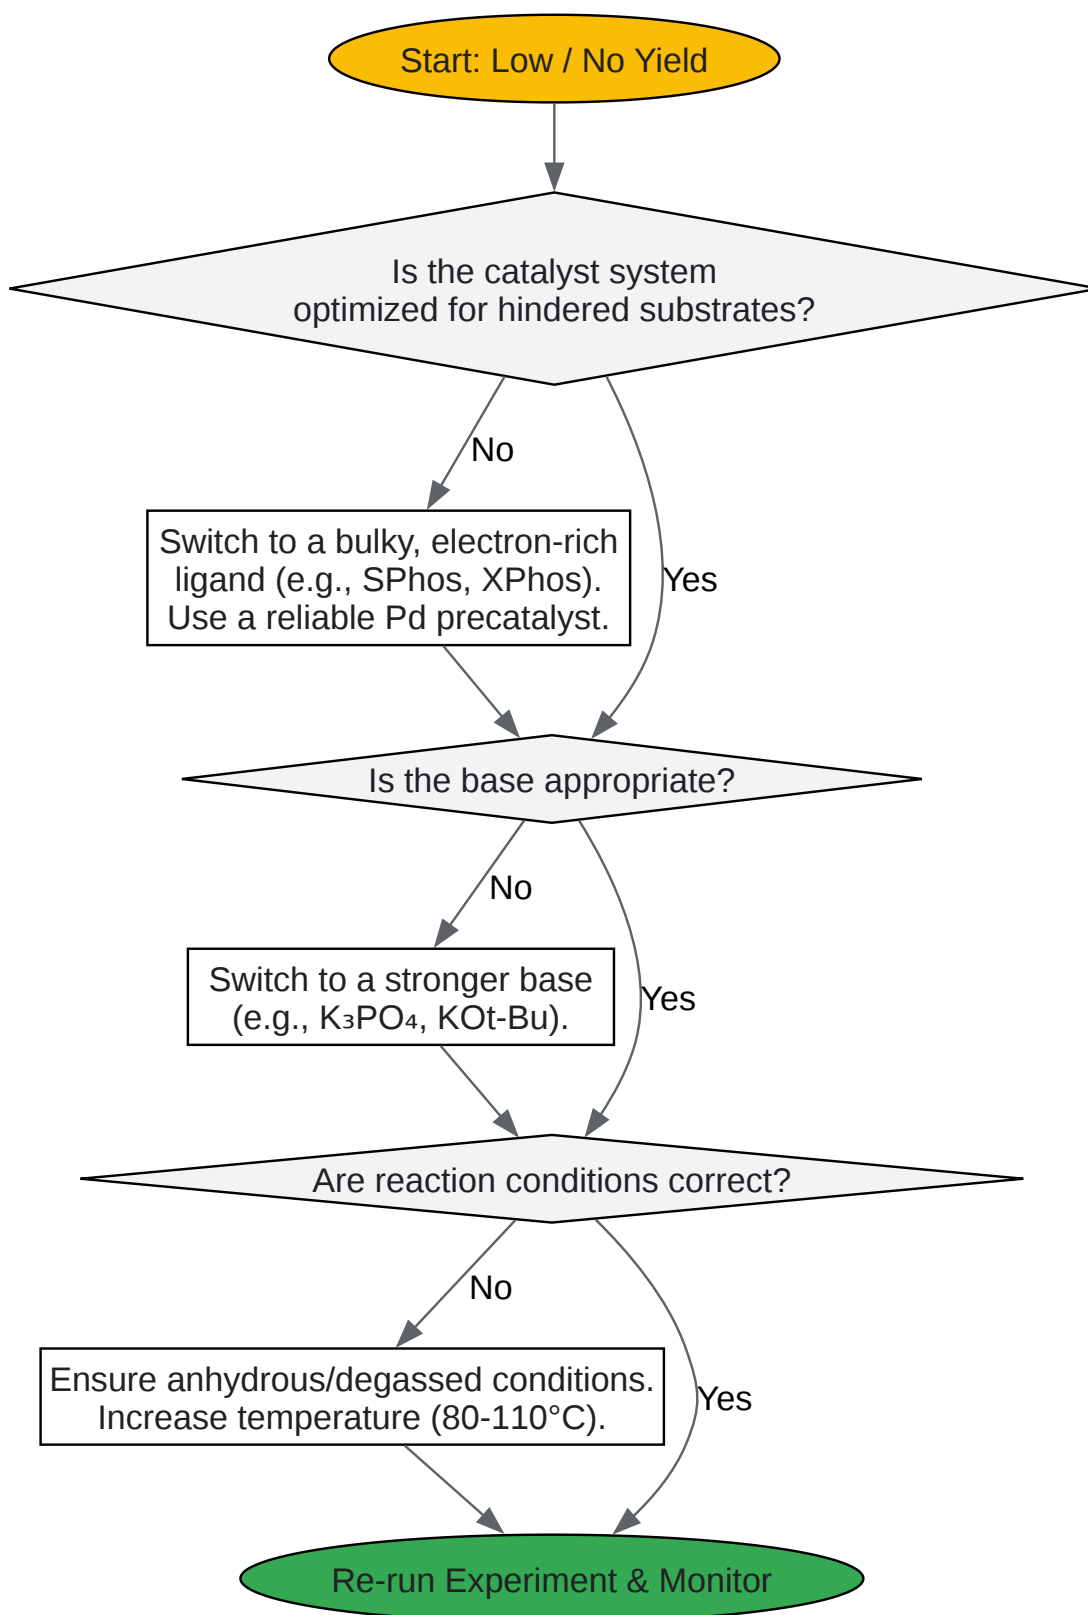 Start: Low / No Yield
Is the catalyst system
optimized for hindered substrates?
No
Switch to a bulky, electron-rich
ligand (e.g., SPhos, XPhos).
Use a reliable Pd precatalyst.
Yes
Is the base appropriate?
No
Switch to a stronger base
(e.g., K₃PO₄, KOt-Bu).
Yes
Are reaction conditions correct?
No
Ensure anhydrous/degassed conditions.
Increase temperature (80-110°C).
Yes
Re-run Experiment & Monitor